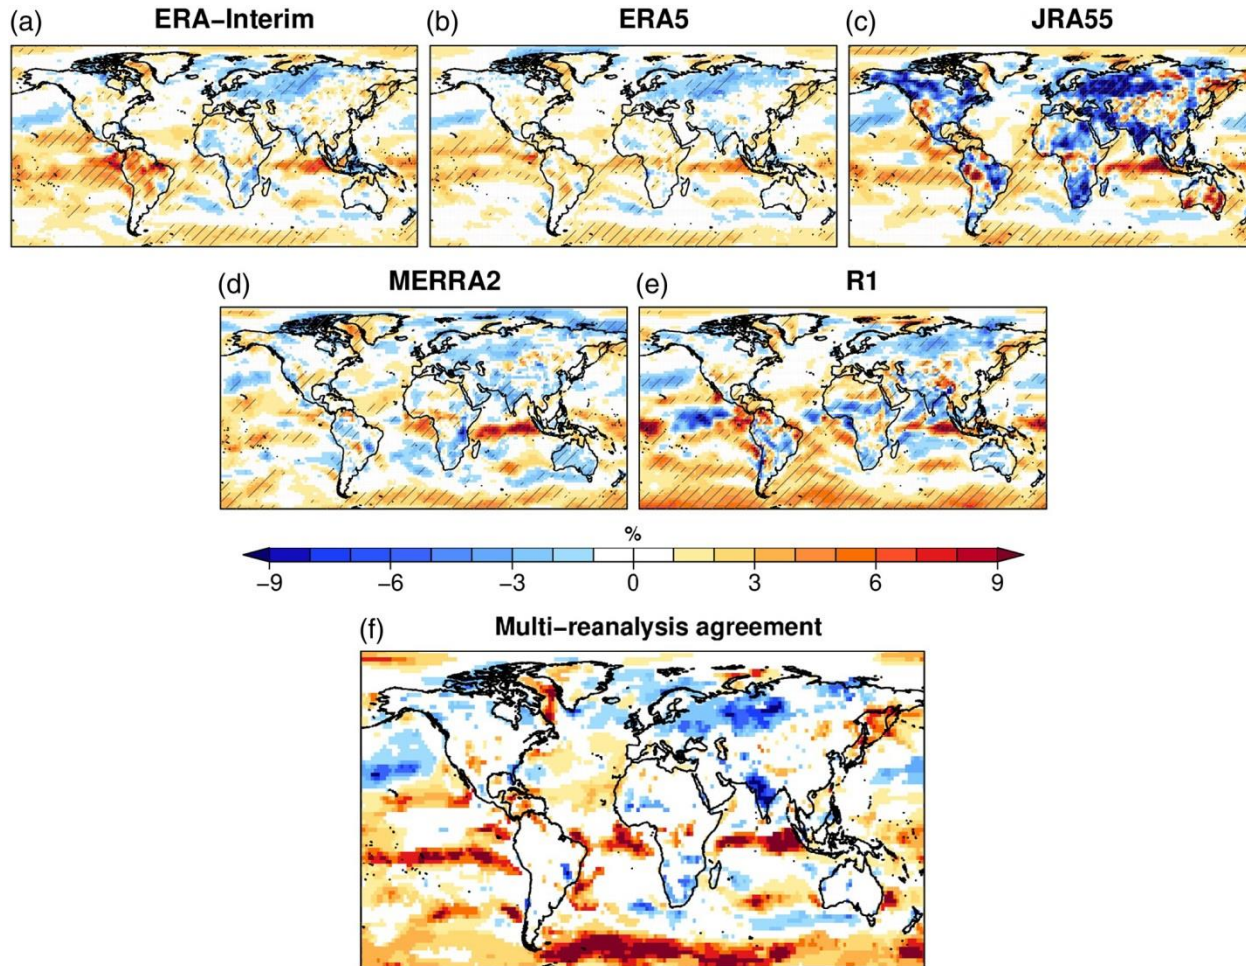 (a) ERA−Interim
(b) ERA5
(c) JRA55
(d) MERRA2
(e) R1
%
−9 −6 −3 0 3 6 9
(f) Multi−reanalysis agreement